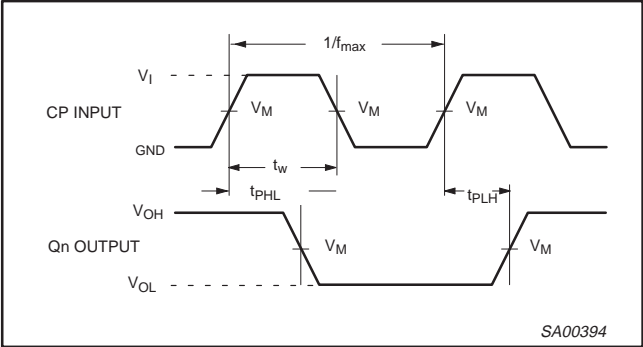 1/fmax
VI
CP INPUT
VM VM VM
GND
tw
tPHL tPLH
VOH
Qn OUTPUT
VM VM
VOL
SA00394